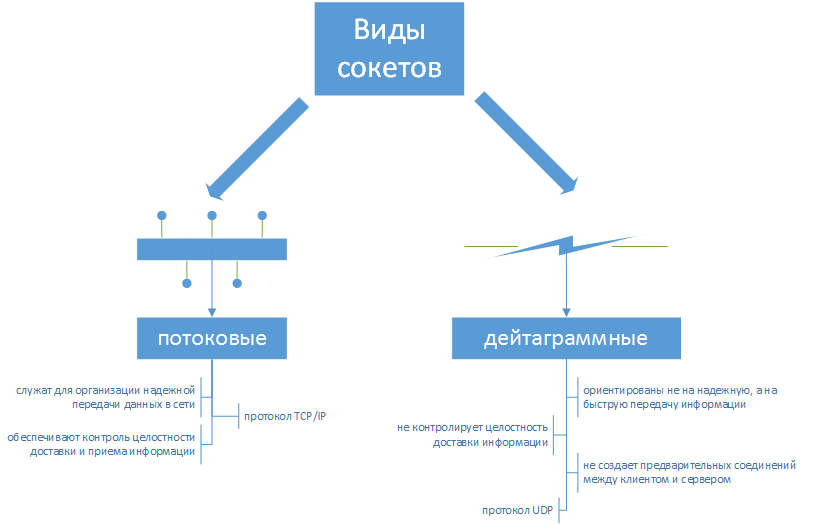 Виды
сокетов
потоковые
служат для организации надежной
передачи данных в сети
протокол TCP/IP
обеспечивают контроль целостности
доставки и приема информации
дейтаграммные
ориентированы не на надежную, а на
быструю передачу информации
не контролирует целостность
доставки информации
не создает предварительных соединений
между клиентом и сервером
протокол UDP